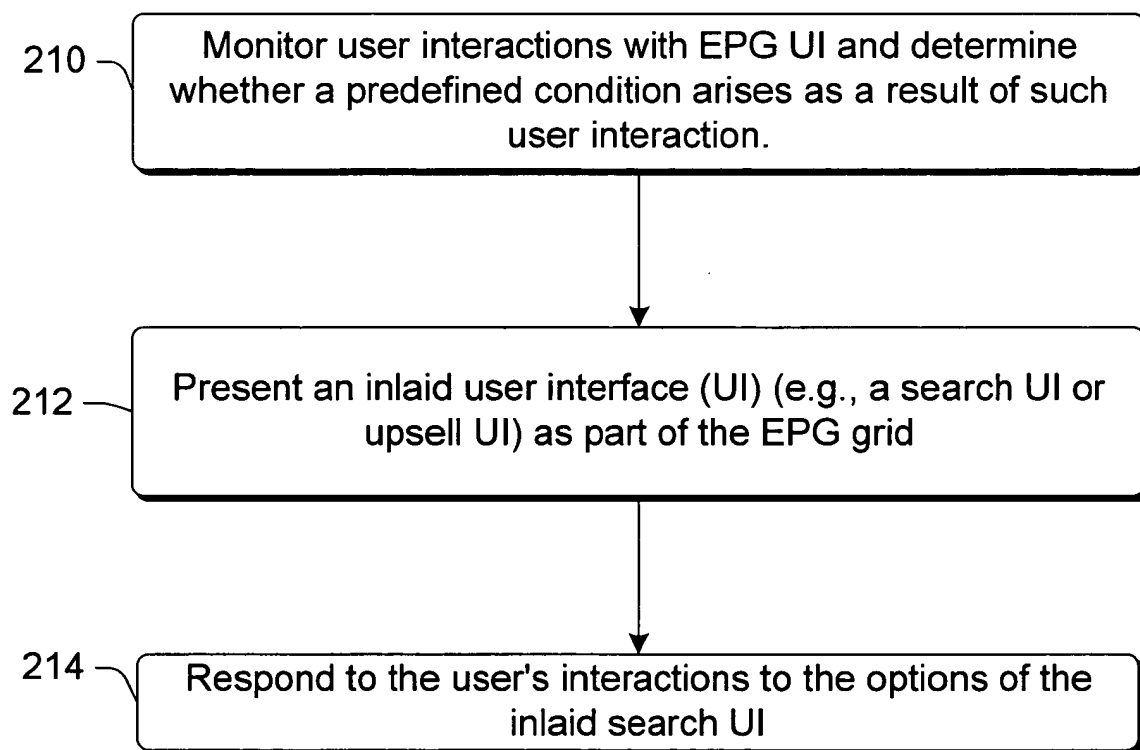 210
Monitor user interactions with EPG UI and determine
whether a predefined condition arises as a result of such
user interaction.
212
Present an inlaid user interface (UI) (e.g., a search UI or
upsell UI) as part of the EPG grid
214
Respond to the user's interactions to the options of the
inlaid search UI